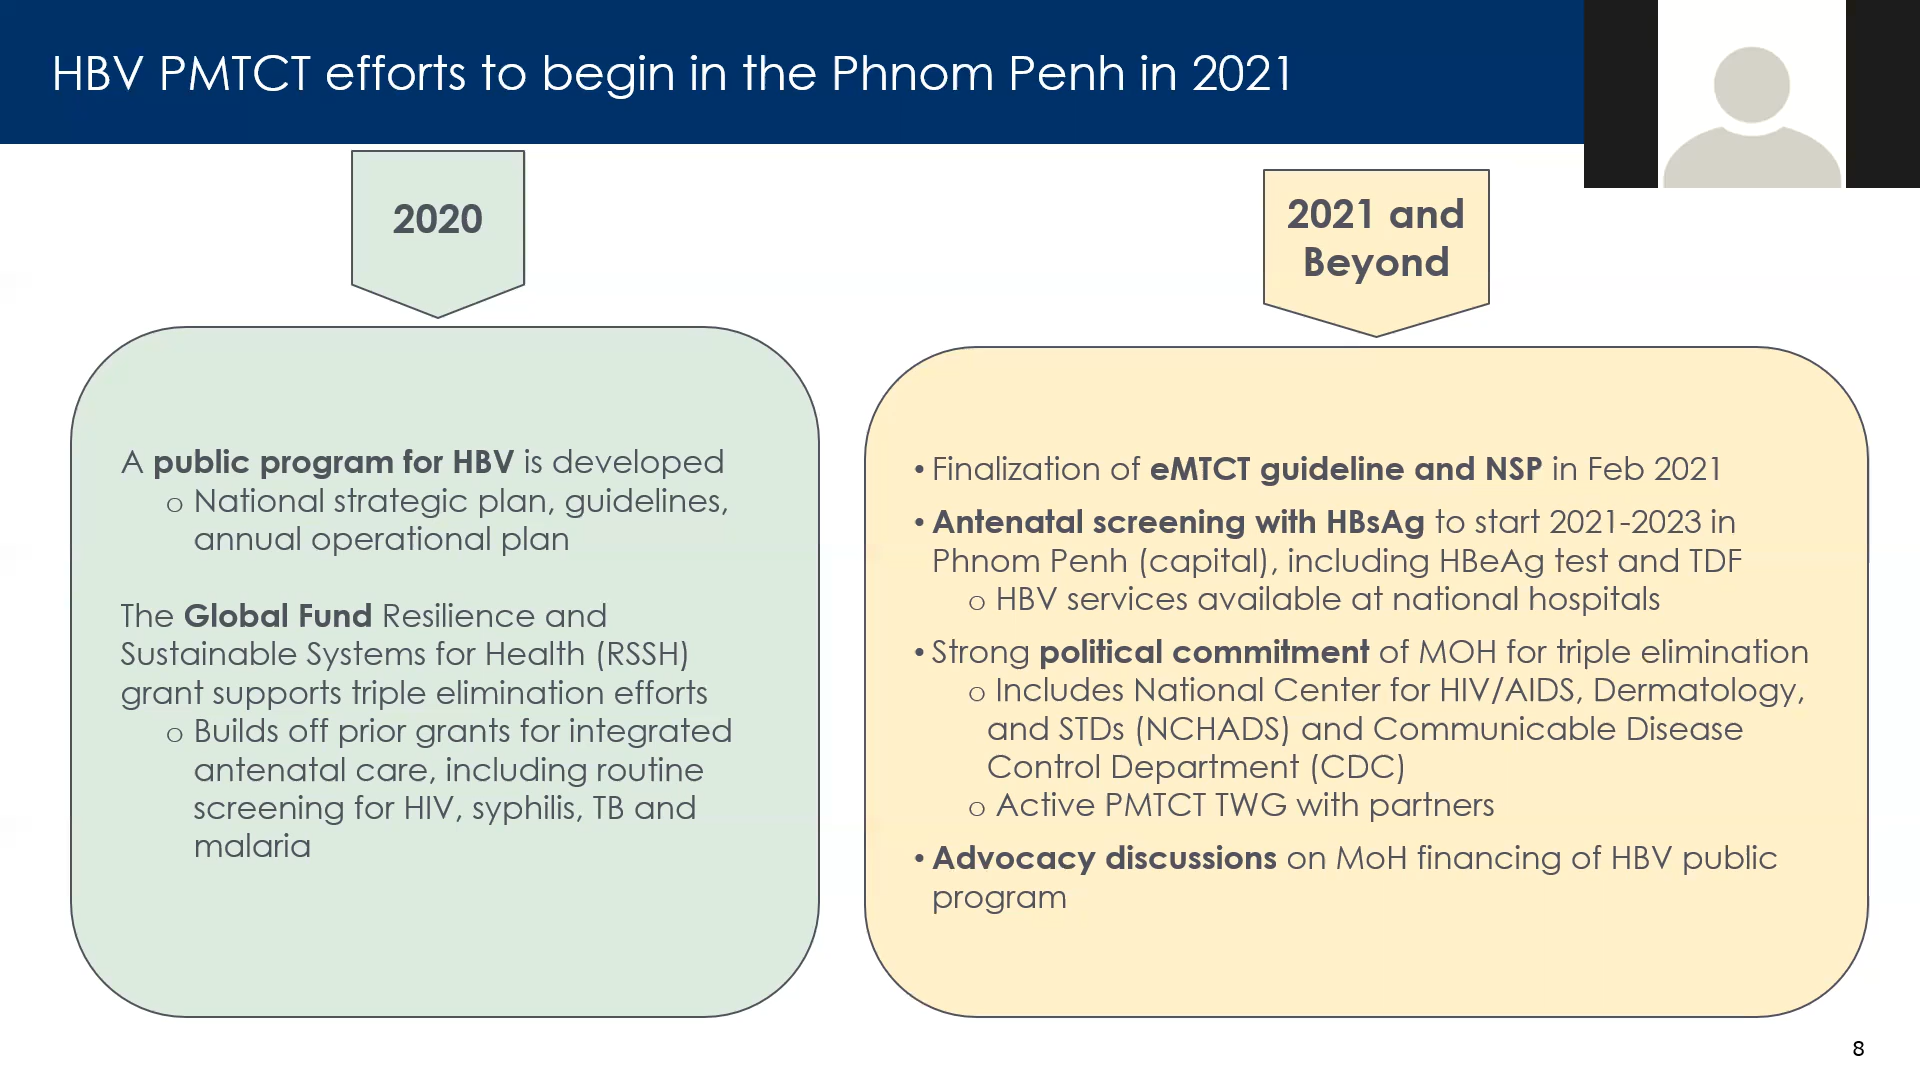 HBV PMTCT efforts to begin in the Phnom Penh in 2021
2020
A public program for HBV is developed
o National strategic plan, guidelines,
annual operational plan
The Global Fund Resilience and
Sustainable Systems for Health (RSSH)
grant supports triple elimination efforts
o Builds off prior grants for integrated
antenatal care, including routine
screening for HIV, syphilis, TB and
malaria
2021 and
Beyond
• Finalization of eMTCT guideline and NSP in Feb 2021
• Antenatal screening with HBsAg to start 2021-2023 in
Phnom Penh (capital), including HBeAg test and TDF
o HBV services available at national hospitals
• Strong political commitment of MOH for triple elimination
o Includes National Center for HIV/AIDS, Dermatology,
and STDs (NCHADS) and Communicable Disease
Control Department (CDC)
o Active PMTCT TWG with partners
• Advocacy discussions on MoH financing of HBV public
program
8